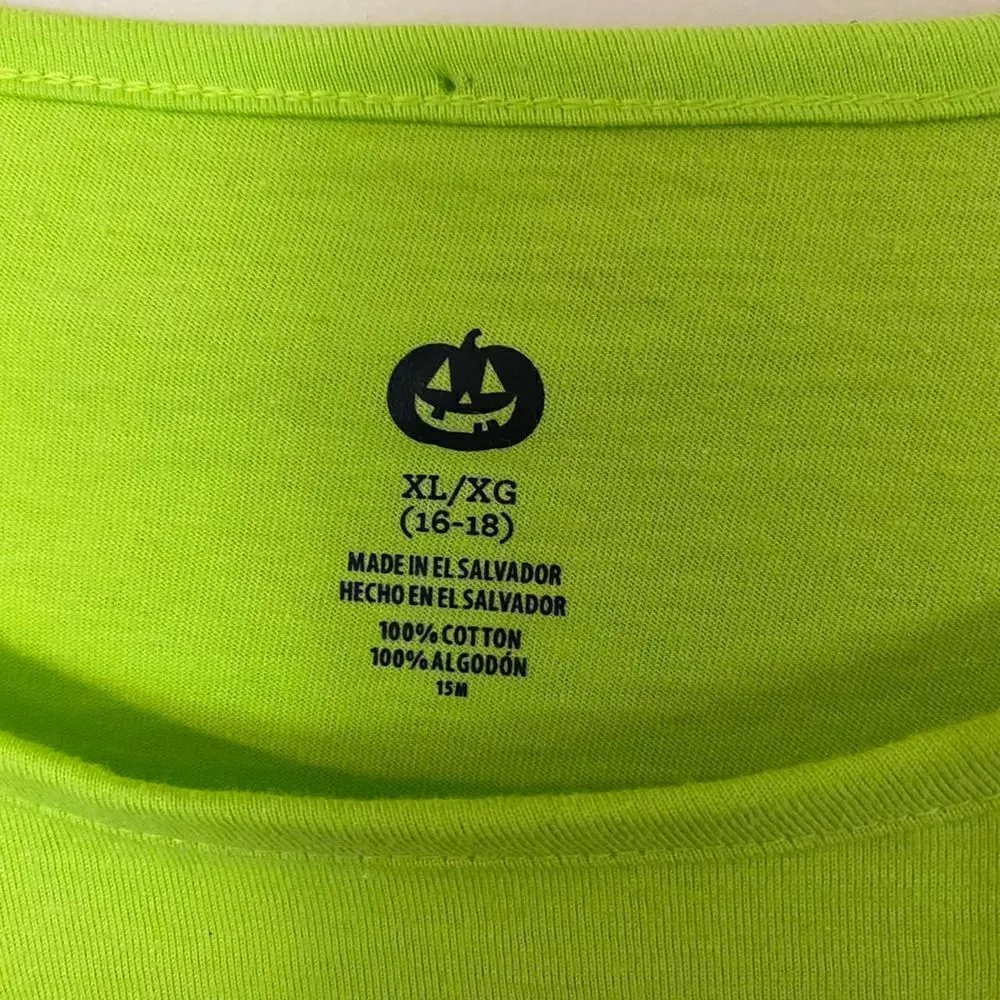 XL/XG
(16-18)
MADE IN EL SALVADOR
HECHO EN EL SALVADOR
100% COTTON
100% ALGODÓN
15M